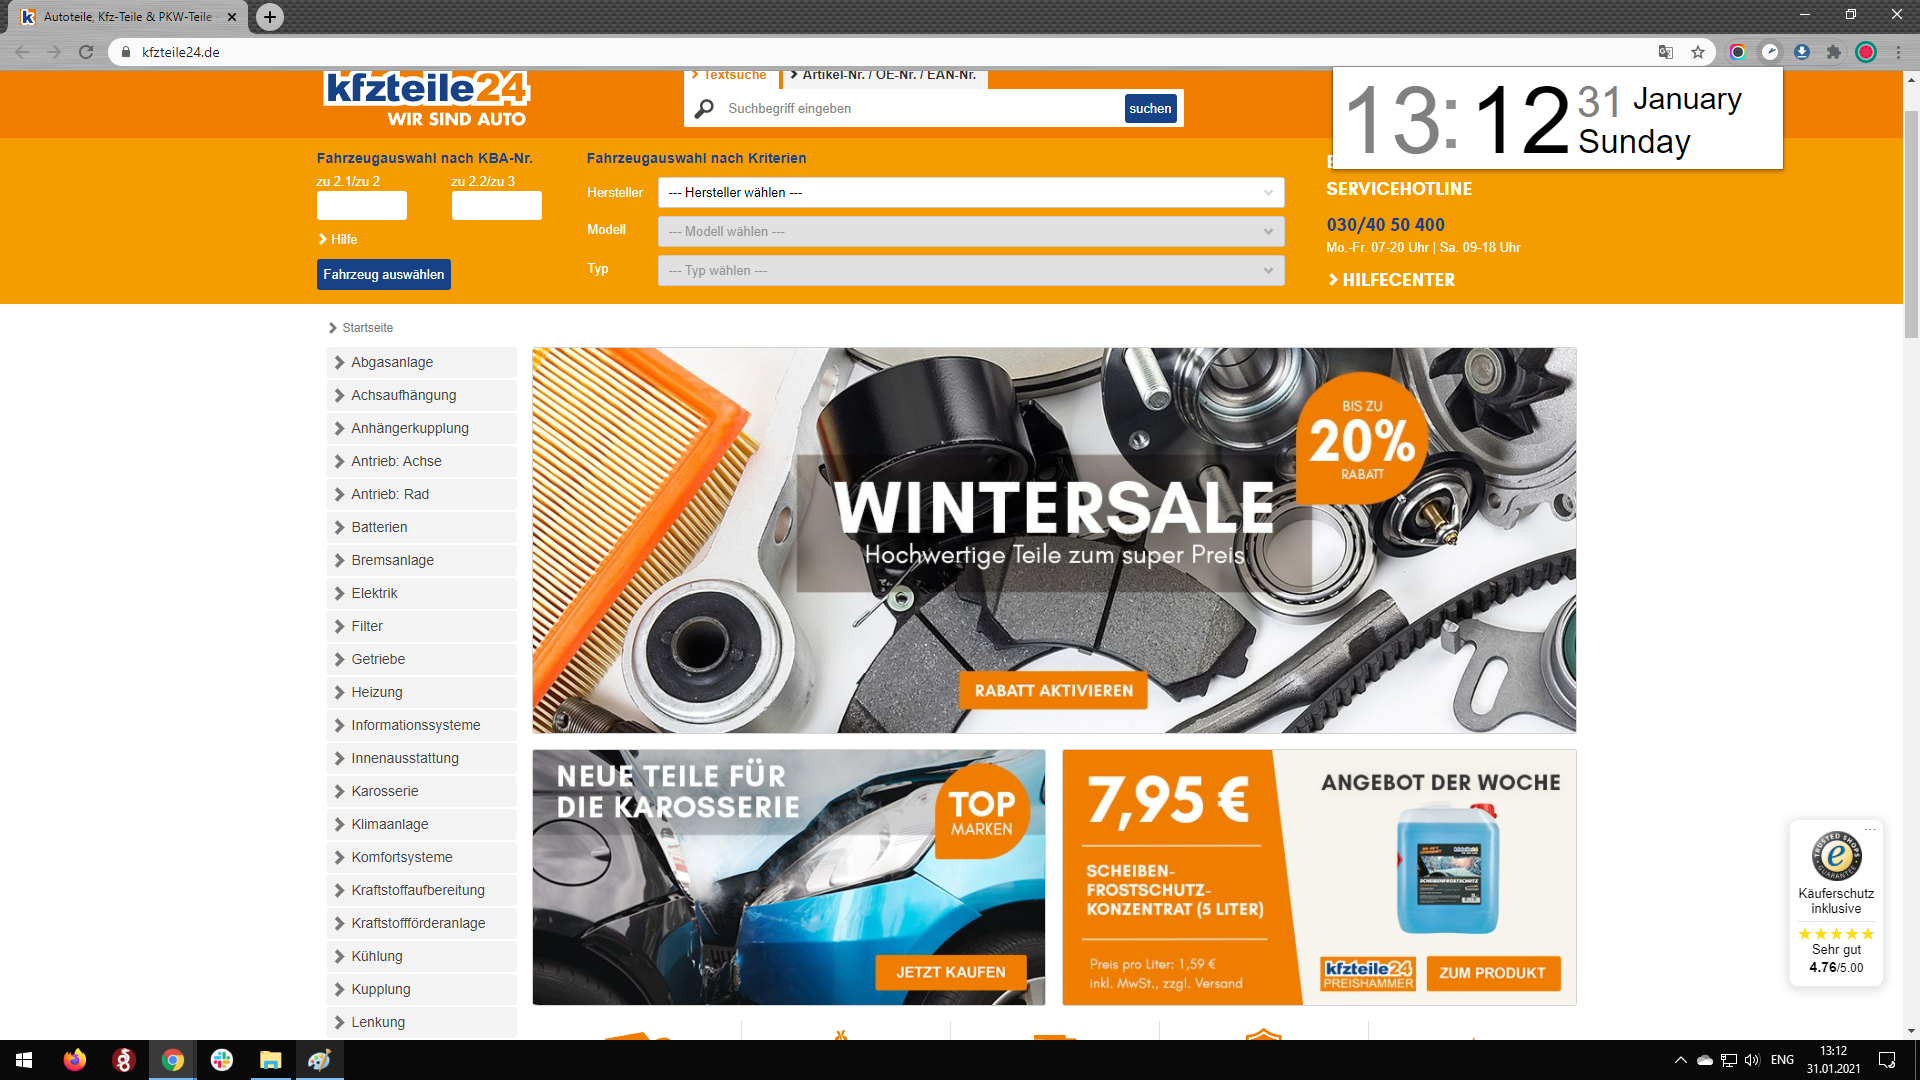 Autoteile, Kfz-Teile & PKW-Teile
kfzteile24.de
kfzteile24
WIR SIND AUTO
Textsuche
Artikel-Nr. / OE-Nr. / EAN-Nr.
Suchbegriff eingeben
suchen
13:12
31 January
Sunday
Fahrzeugauswahl nach KBA-Nr.
zu 2.1/zu 2
zu 2.2/zu 3
Hilfe
Fahrzeug auswählen
Fahrzeugauswahl nach Kriterien
Hersteller
--- Hersteller wählen ---
Modell
--- Modell wählen ---
Typ
--- Typ wählen ---
SERVICEHOTLINE
030/40 50 400
Mo.-Fr. 07-20 Uhr | Sa. 09-18 Uhr
HILFECENTER
Startseite
Abgasanlage
Achsaufhängung
Anhängerkupplung
Antrieb: Achse
Antrieb: Rad
Batterien
Bremsanlage
Elektrik
Filter
Getriebe
Heizung
Informationssysteme
Innenausstattung
Karosserie
Klimaanlage
Komfortsysteme
Kraftstoffaufbereitung
Kraftstoffförderanlage
Kühlung
Kupplung
Lenkung
BIS ZU
20%
RABATT
WINTERSALE
Hochwertige Teile zum super Preis
RABATT AKTIVIEREN
NEUE TEILE FÜR
DIE KAROSSERIE
TOP
MARKEN
JETZT KAUFEN
7,95 €
SCHEIBEN-
FROSTSCHUTZ-
KONZENTRAT (5 LITER)
Preis pro Liter: 1,59 €
inkl. MwSt., zzgl. Versand
ANGEBOT DER WOCHE
kfzteile24
SCHEIBENFROSTSCHUTZ
kfzteile24
PREISHAMMER
ZUM PRODUKT
TRUSTED SHOPS
GUARANTEE
Käuferschutz
inklusive
Sehr gut
4.76/5.00
ENG
13:12
31.01.2021